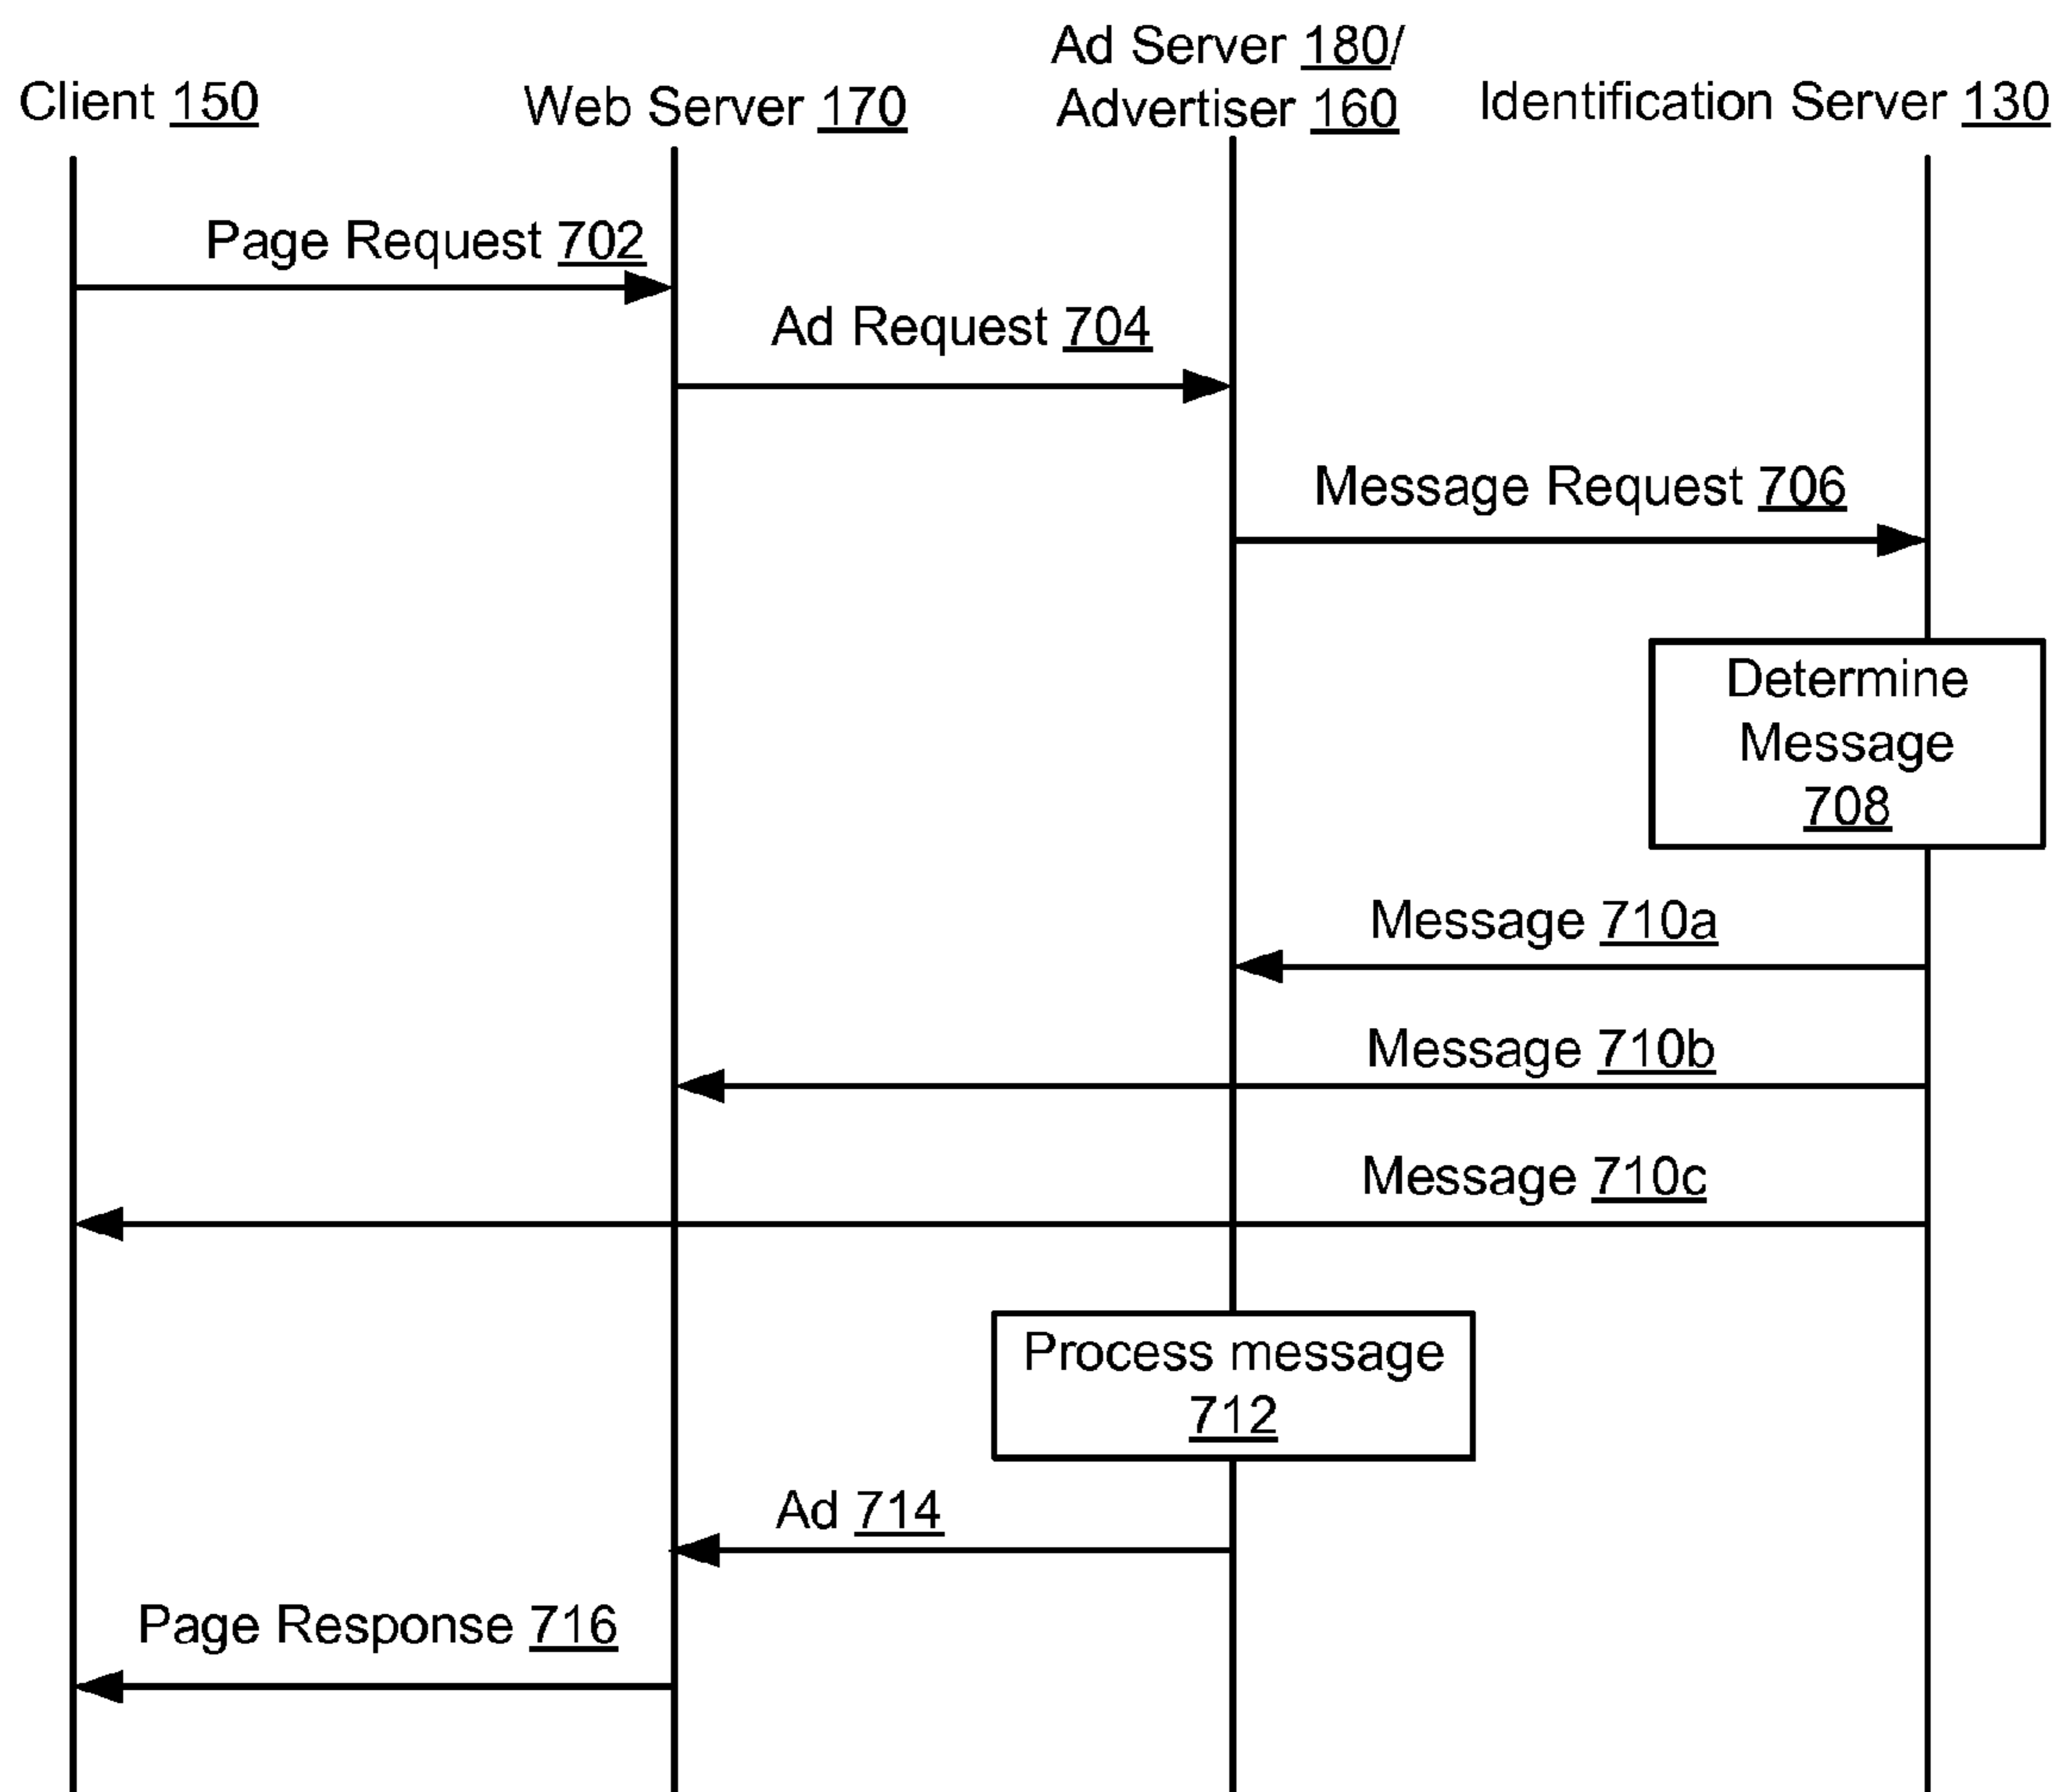 Client 150
Web Server 170
Ad Server 180/
Advertiser 160
Identification Server 130
Page Request 702
Ad Request 704
Message Request 706
Determine
Message
708
Message 710a
Message 710b
Message 710c
Process message
712
Ad 714
Page Response 716